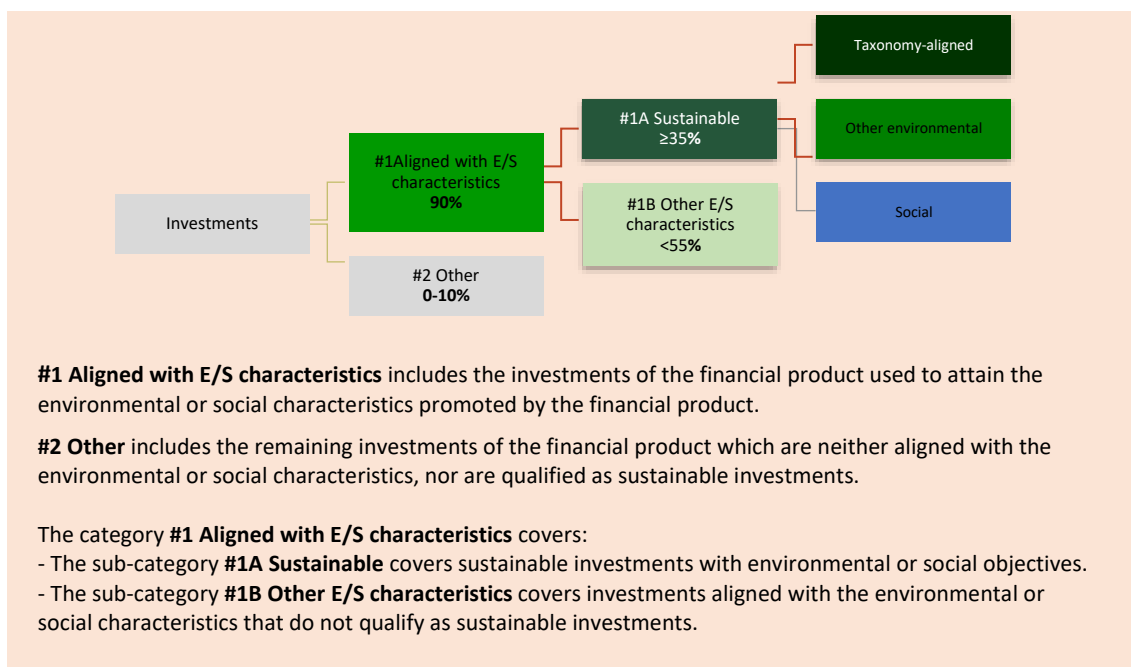 Taxonomy-aligned
#1A Sustainable
≥35%
Other environmental
#1Aligned with E/S
characteristics
90%
#1B Other E/S
characteristics
<55%
Social
Investments
#2 Other
0-10%
#1 Aligned with E/S characteristics includes the investments of the financial product used to attain the
environmental or social characteristics promoted by the financial product.
#2 Other includes the remaining investments of the financial product which are neither aligned with the
environmental or social characteristics, nor are qualified as sustainable investments.
The category #1 Aligned with E/S characteristics covers:
- The sub-category #1A Sustainable covers sustainable investments with environmental or social objectives.
- The sub-category #1B Other E/S characteristics covers investments aligned with the environmental or
social characteristics that do not qualify as sustainable investments.